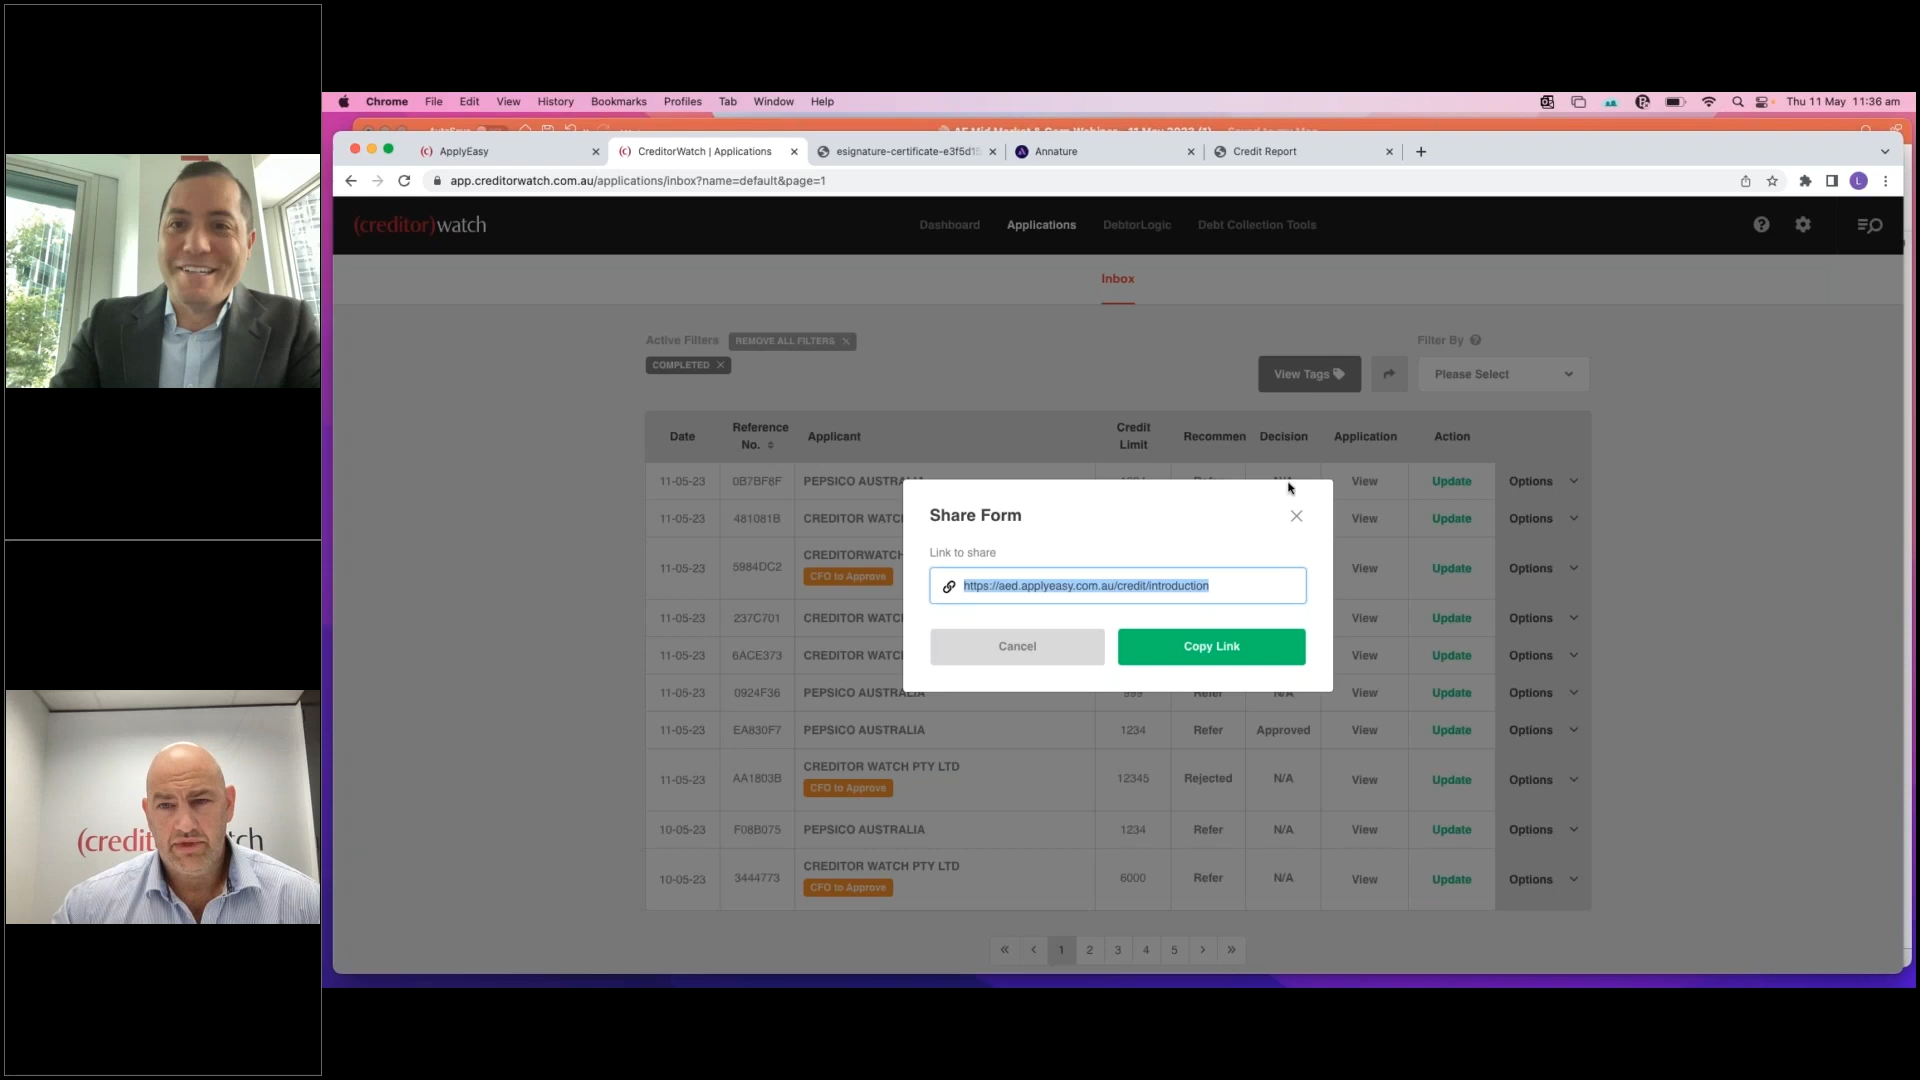 Chrome File Edit View History Bookmarks Profiles Tab Window Help
Thu 11 May 11:36 am
ApplyEasy
CreditorWatch | Applications
esignature-certificate-e3f5d1
Annature
Credit Report
app.creditorwatch.com.au/applications/inbox?name=default&page=1
L
(creditor)watch
Dashboard Applications DebtorLogic Debt Collection Tools
Inbox
Active Filters REMOVE ALL FILTERS
COMPLETED
Filter By
View Tags
Please Select
Date Reference No. Applicant Credit Limit Recommen Decision Application Action
11-05-23 0B7BF8F PEPSICO View Update Options
11-05-23 481081B CREDITOR View Update Options
11-05-23 5984DC2 CREDITORWATCH CFO to Approve View Update Options
11-05-23 237C701 CREDITOR View Update Options
11-05-23 6ACE373 CREDITOR View Update Options
11-05-23 0924F36 PEPSICO AUSTRALIA 999 Refer N/A View Update Options
11-05-23 EA830F7 PEPSICO AUSTRALIA 1234 Refer Approved View Update Options
11-05-23 AA1803B CREDITOR WATCH PTY LTD CFO to Approve 12345 Rejected N/A View Update Options
10-05-23 F08B075 PEPSICO AUSTRALIA 1234 Refer N/A View Update Options
10-05-23 3444773 CREDITOR WATCH PTY LTD CFO to Approve 6000 Refer N/A View Update Options
« ‹ 1 2 3 4 5 › »
Share Form
Link to share
https://aed.applyeasy.com.au/credit/introduction
Cancel
Copy Link
(credit ch